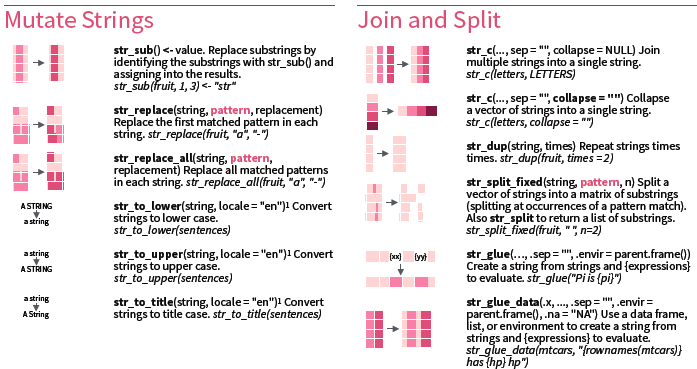 Mutate Strings
str_sub() <- value. Replace substrings by
identifying the substrings with str_sub() and
assigning into the results.
str_sub(fruit, 1, 3) <- "str"
str_replace(string, pattern, replacement)
Replace the first matched pattern in each
string. str_replace(fruit, "a", "-")
str_replace_all(string, pattern,
replacement) Replace all matched patterns
in each string. str_replace_all(fruit, "a", "-")
A STRING
a string
str_to_lower(string, locale = "en")¹ Convert
strings to lower case.
str_to_lower(sentences)
a string
A STRING
str_to_upper(string, locale = "en")¹ Convert
strings to upper case.
str_to_upper(sentences)
a string
A String
str_to_title(string, locale = "en")¹ Convert
strings to title case. str_to_title(sentences)
Join and Split
str_c(..., sep = "", collapse = NULL) Join
multiple strings into a single string.
str_c(letters, LETTERS)
str_c(..., sep = "", collapse = "") Collapse
a vector of strings into a single string.
str_c(letters, collapse = "")
str_dup(string, times) Repeat strings times
times. str_dup(fruit, times = 2)
str_split_fixed(string, pattern, n) Split a
vector of strings into a matrix of substrings
(splitting at occurrences of a pattern match).
Also str_split to return a list of substrings.
str_split_fixed(fruit, " ", n=2)
{xx} {yy}
str_glue(…, .sep = "", .envir = parent.frame())
Create a string from strings and {expressions}
to evaluate. str_glue("Pi is {pi}")
str_glue_data(.x, ..., .sep = "", .envir =
parent.frame(), .na = "NA") Use a data frame,
list, or environment to create a string from
strings and {expressions} to evaluate.
str_glue_data(mtcars, "{rownames(mtcars)}
has {hp} hp")